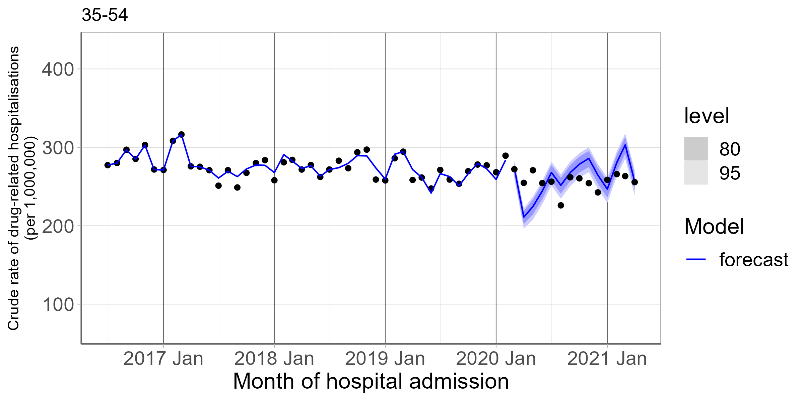 35-54
Crude rate of drug-related hospitalisations
(per 1,000,000)
400
300
200
100
2017 Jan
2018 Jan
2019 Jan
2020 Jan
2021 Jan
Month of hospital admission
level
80
95
Model
forecast